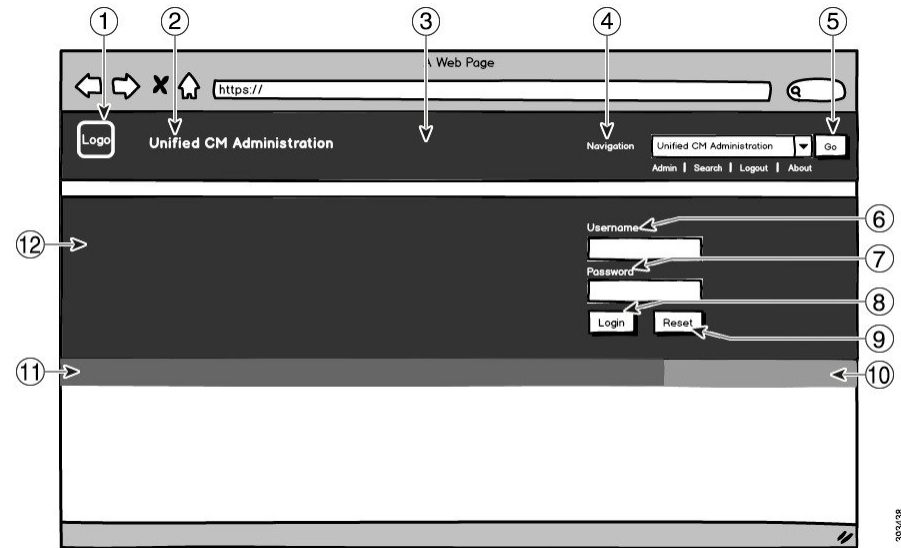 1 2 3 4 5
A Web Page
https://
Logo
Unified CM Administration
Navigation
Unified CM Administration
Go
Admin | Search | Logout | About
Username
6
12
Password
7
8
Login
Reset
9
11
10
393438